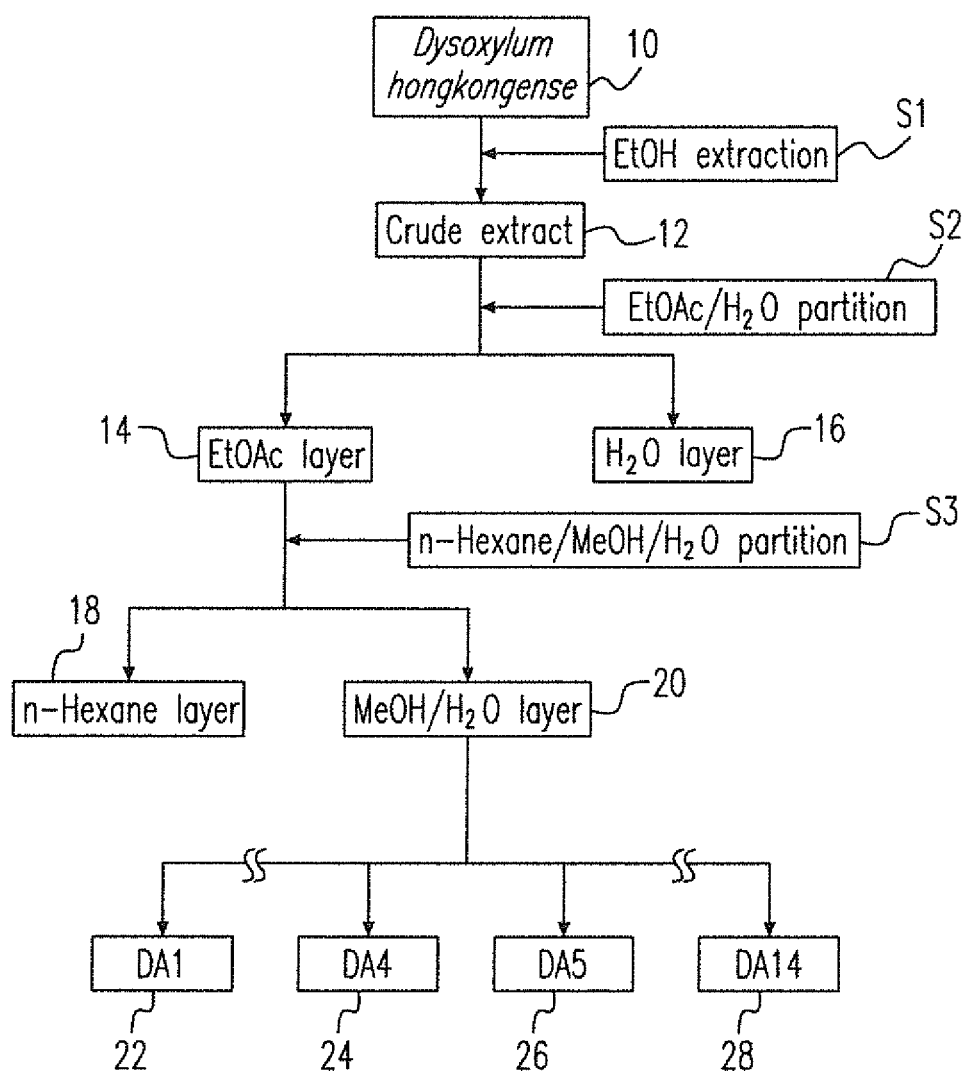 Dysoxylum
hongkongense
10
S1
EtOH extraction
Crude extract
12
S2
EtOAc/H₂O partition
14
EtOAc layer
16
H₂O layer
S3
n-Hexane/MeOH/H₂O partition
18
n-Hexane layer
20
MeOH/H₂O layer
DA1
DA4
DA5
DA14
22
24
26
28